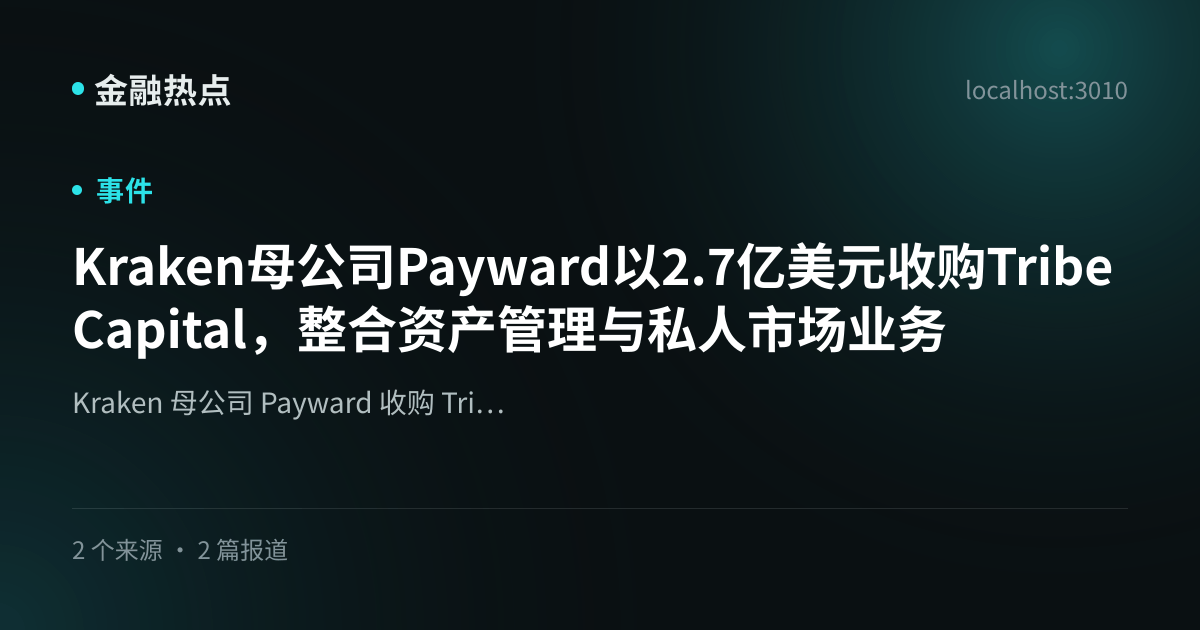 金融热点
localhost:3010
事件
Kraken母公司Payward以2.7亿美元收购Tribe
Capital，整合资产管理与私人市场业务
Kraken 母公司 Payward 收购 Tri…
2 个来源 · 2 篇报道